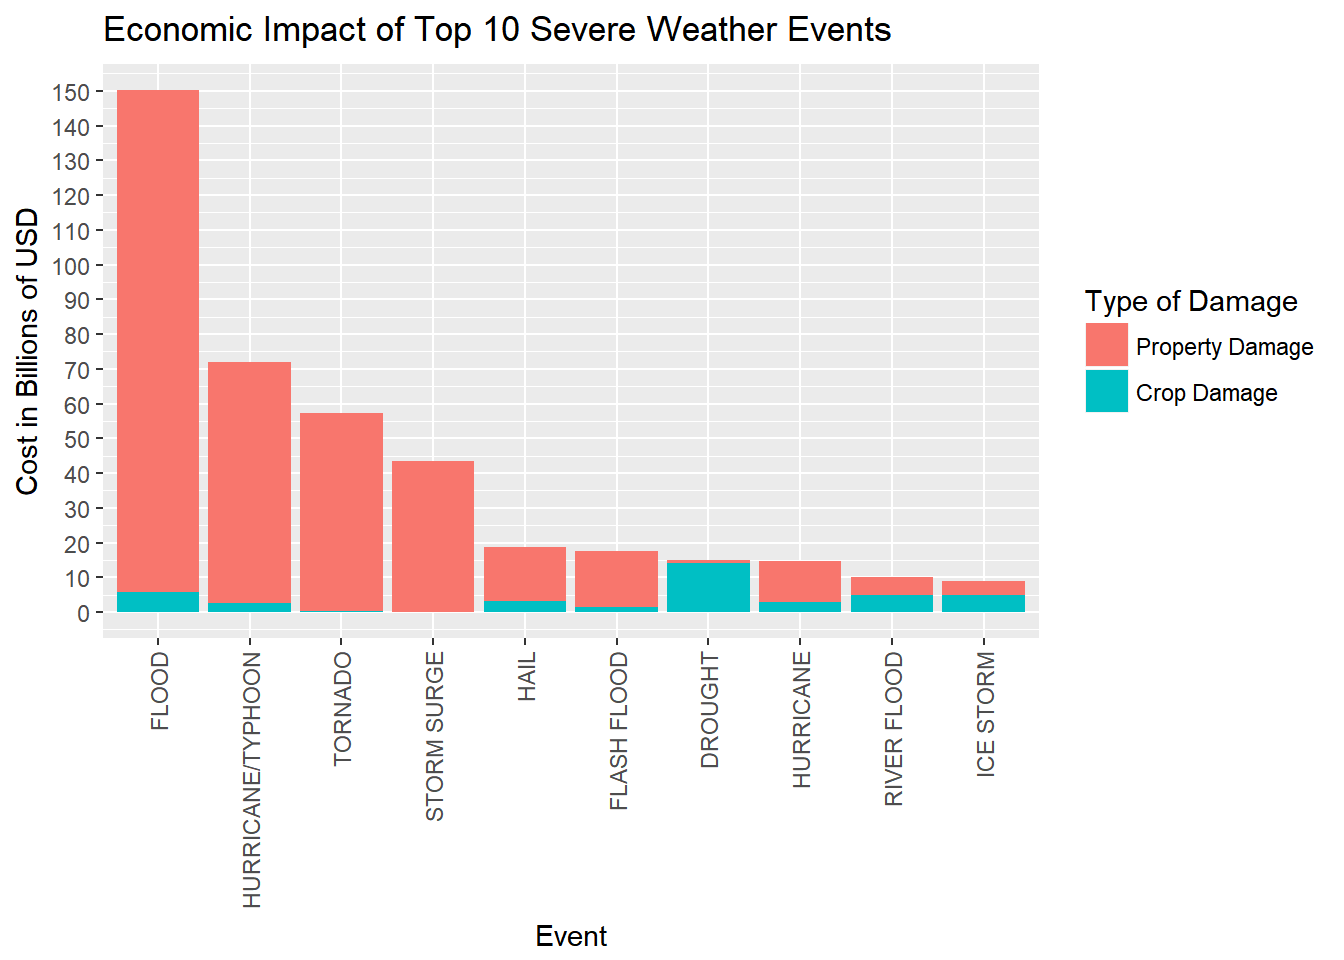 Economic Impact of Top 10 Severe Weather Events
Cost in Billions of USD
150
140
130
120
110
100
90
80
70
60
50
40
30
20
10
0
FLOOD
HURRICANE/TYPHOON
TORNADO
STORM SURGE
HAIL
FLASH FLOOD
DROUGHT
HURRICANE
RIVER FLOOD
ICE STORM
Event
Type of Damage
Property Damage
Crop Damage